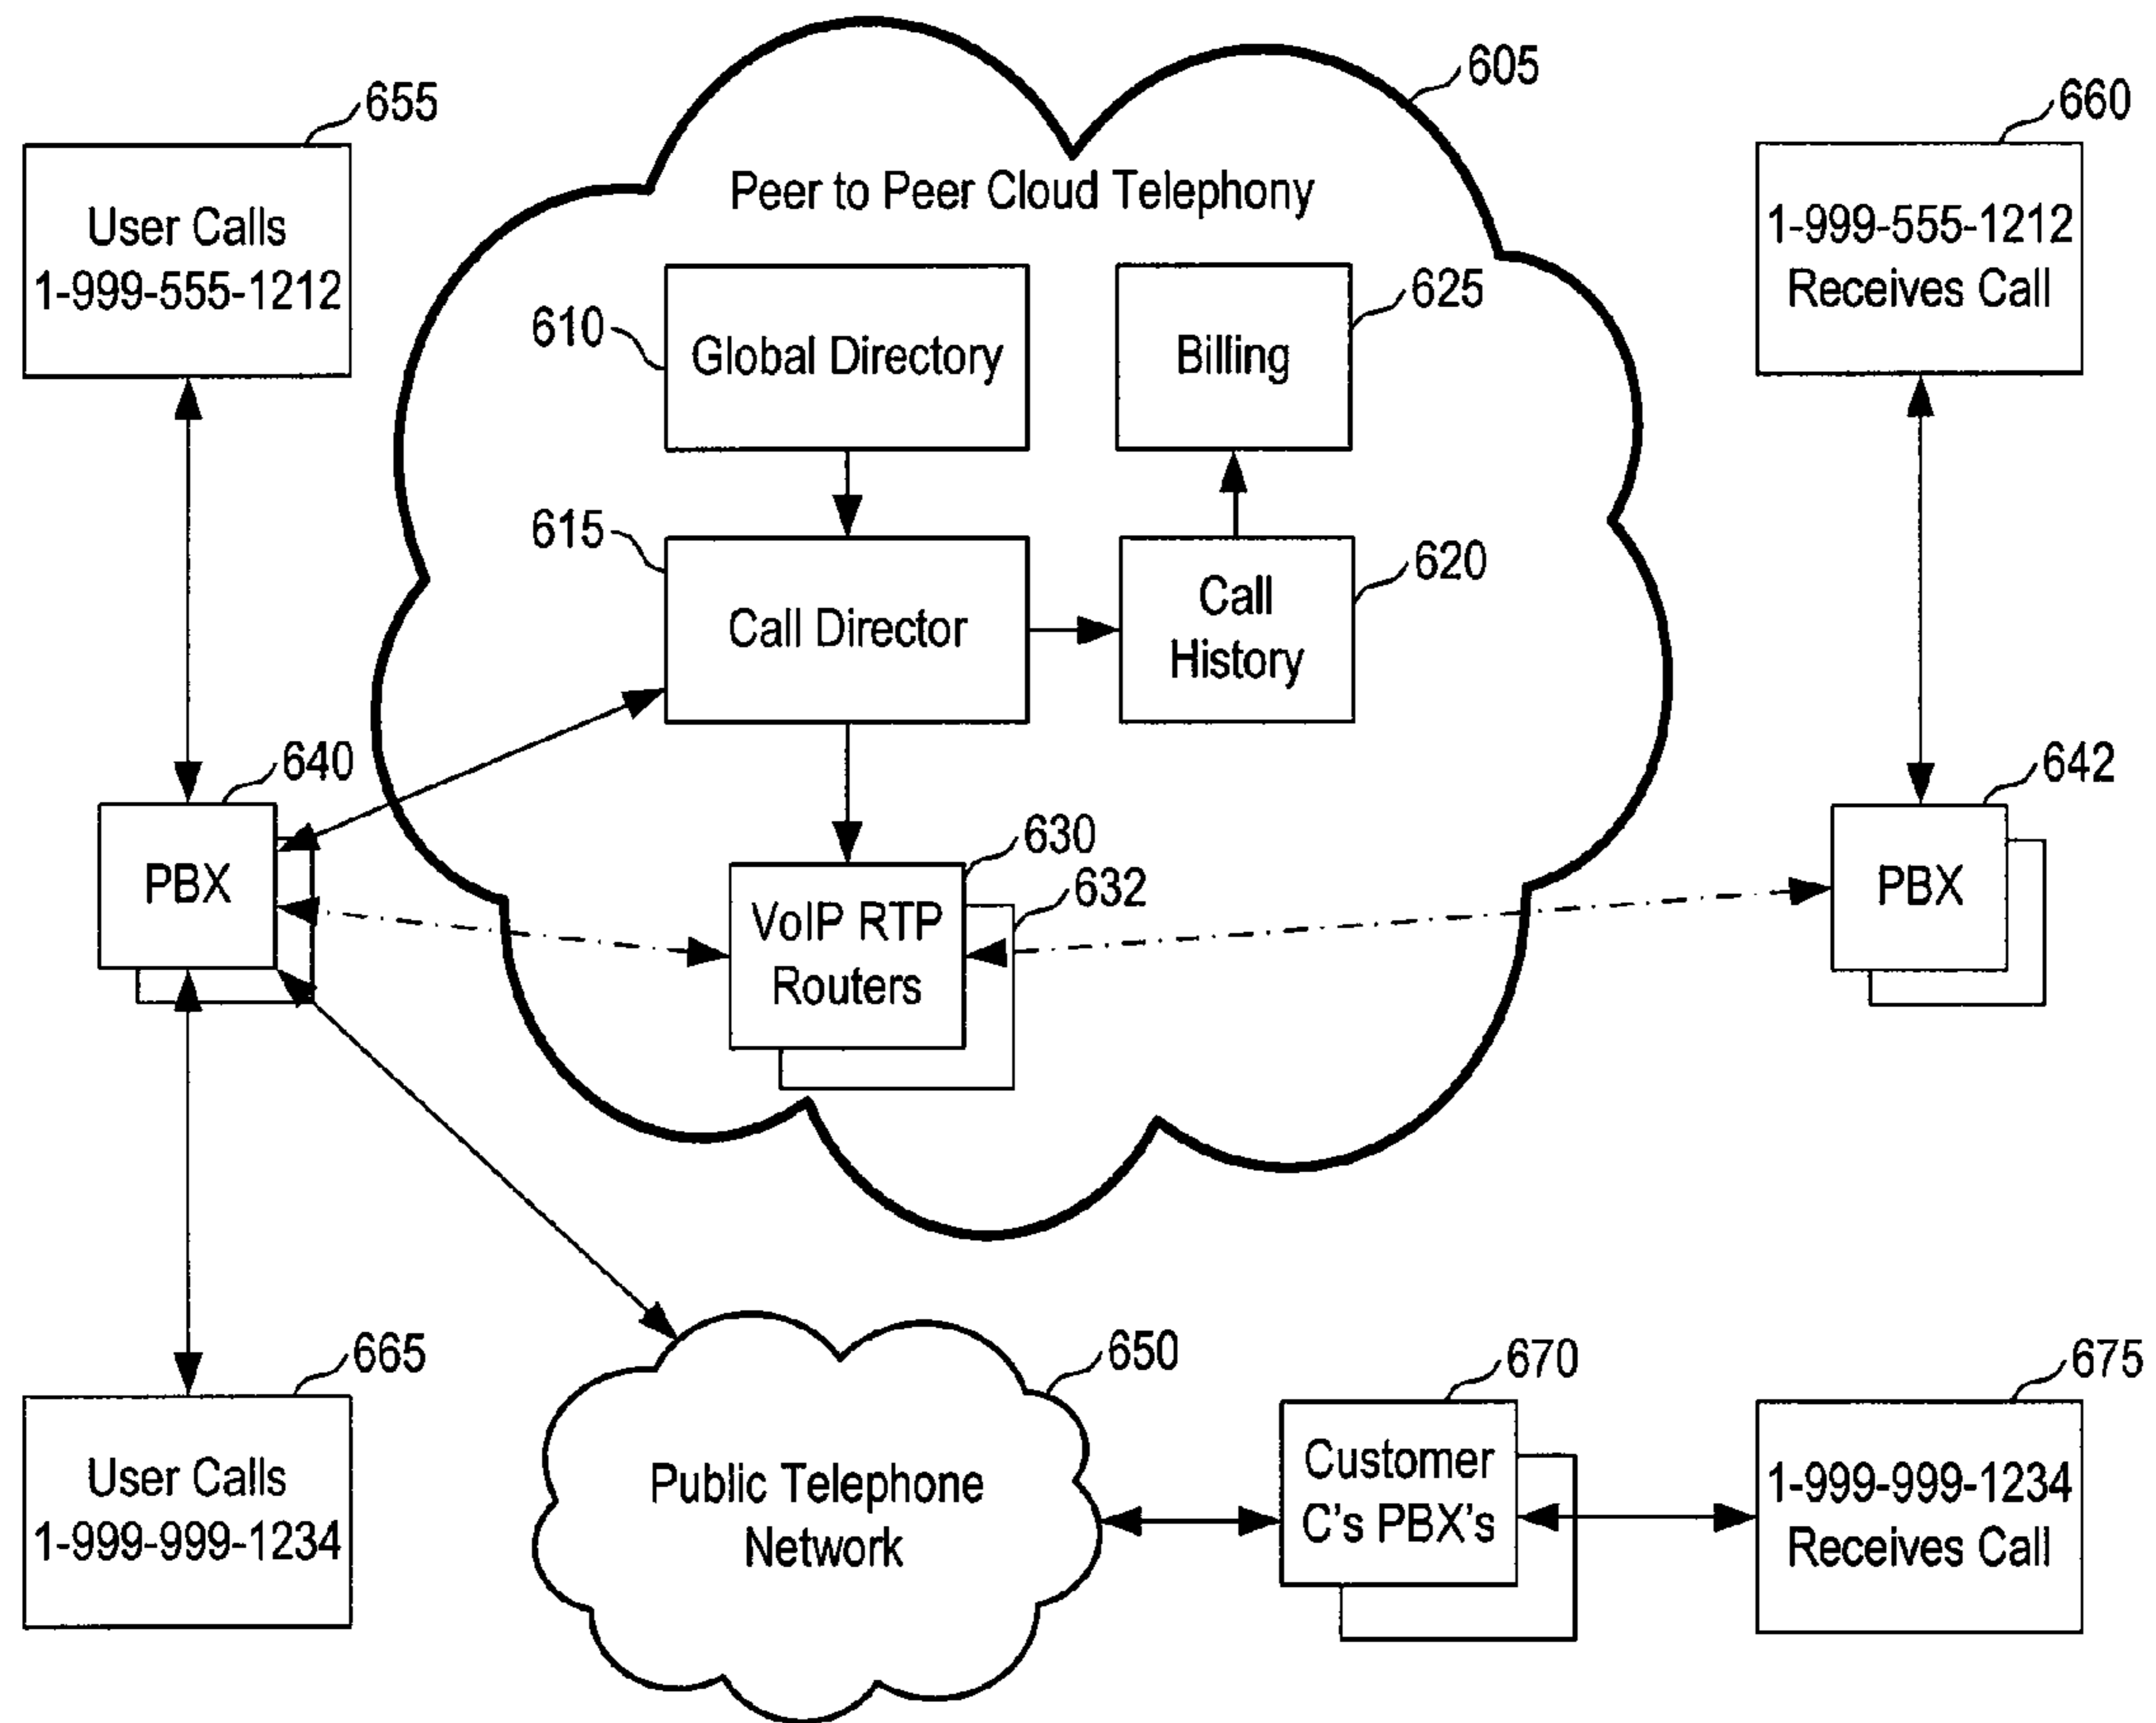 605
655
660
Peer to Peer Cloud Telephony
User Calls
1-999-555-1212
1-999-555-1212
Receives Call
610
Global Directory
625
Billing
615
Call Director
620
Call
History
640
PBX
642
PBX
630
632
VoIP RTP
Routers
665
User Calls
1-999-999-1234
650
Public Telephone
Network
670
Customer
C's PBX's
675
1-999-999-1234
Receives Call